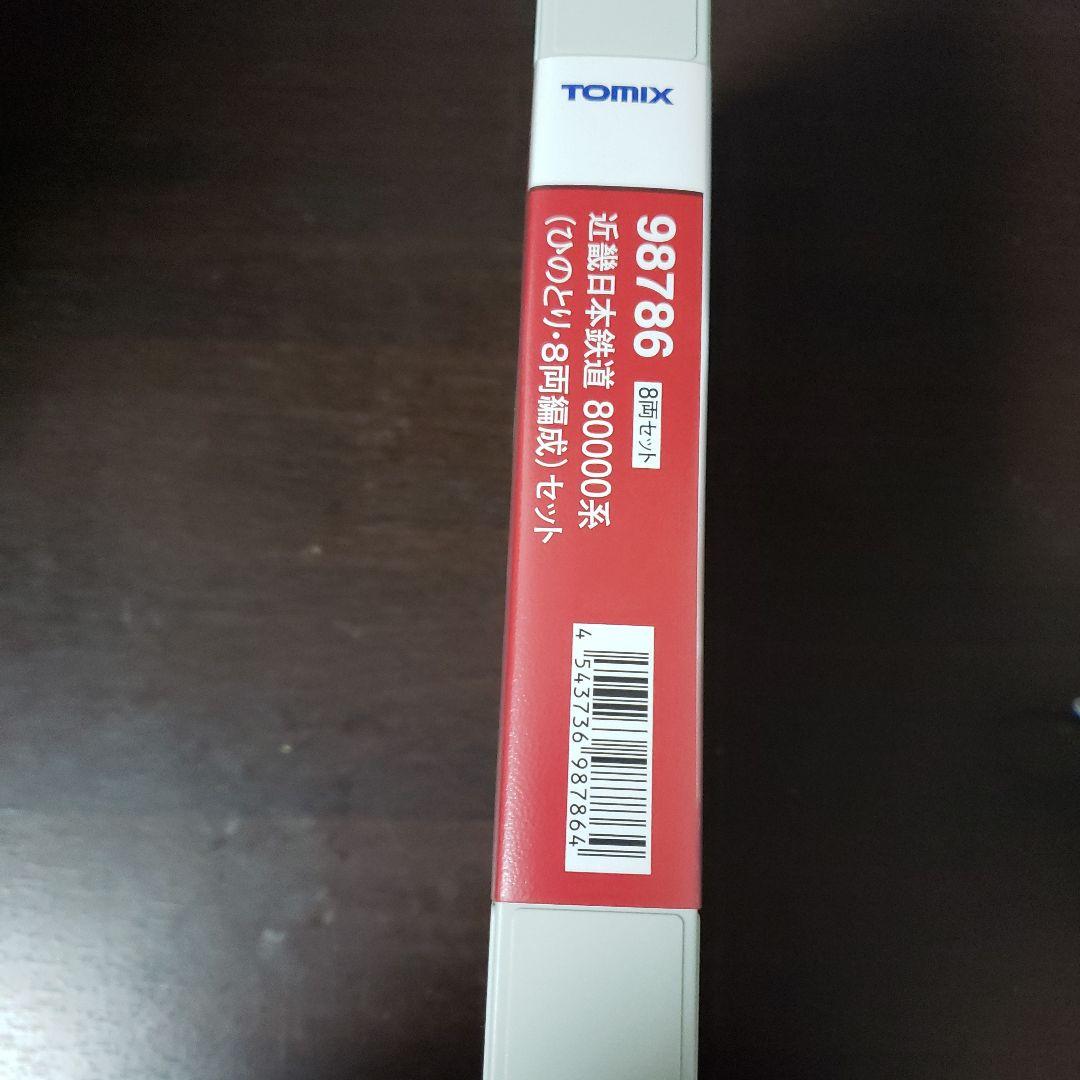 TOMIX
98786 8両セット
近畿日本鉄道 80000系
(ひのとり・8両編成)セット
4 543736 987864